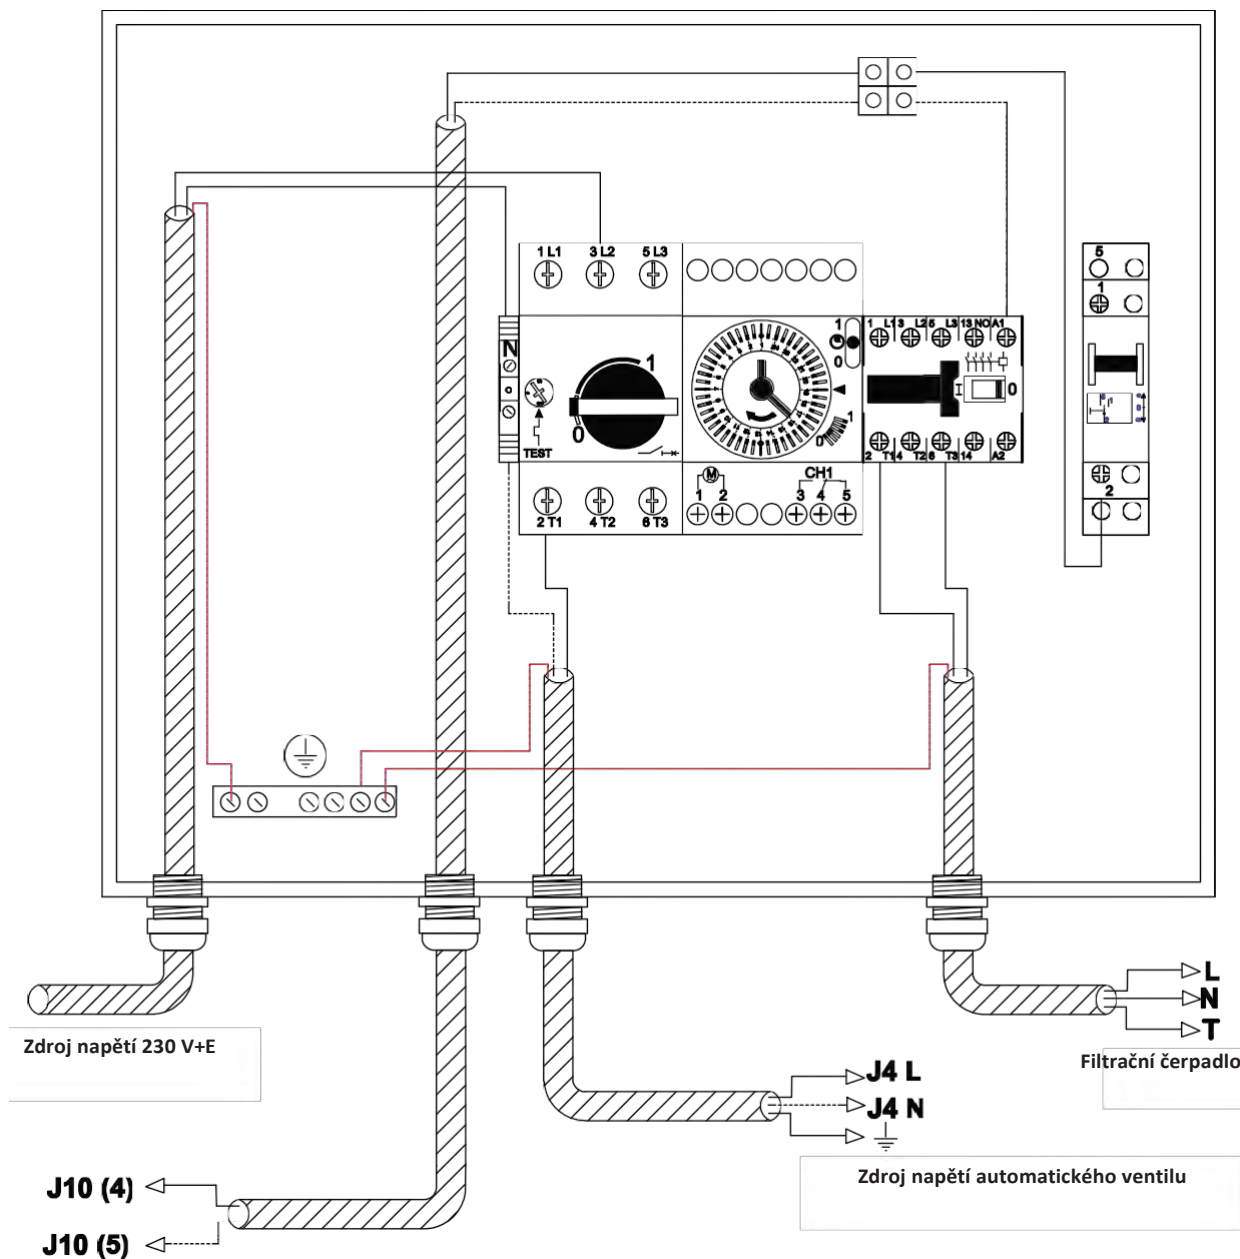 1 L1 3 L2 5 L3
5
1
N
1
0
TEST
1
0
1
0
1 L1 3 L2 5 L3 13 NO A1
0
2 T1 4 T2 6 T3 14 A2
M
CH1
1 2 3 4 5
2 T1 4 T2 6 T3
2
L
N
T
Zdroj napětí 230 V+E
Filtrační čerpadlo
J4 L
J4 N
Zdroj napětí automatického ventilu
J10 (4)
J10 (5)